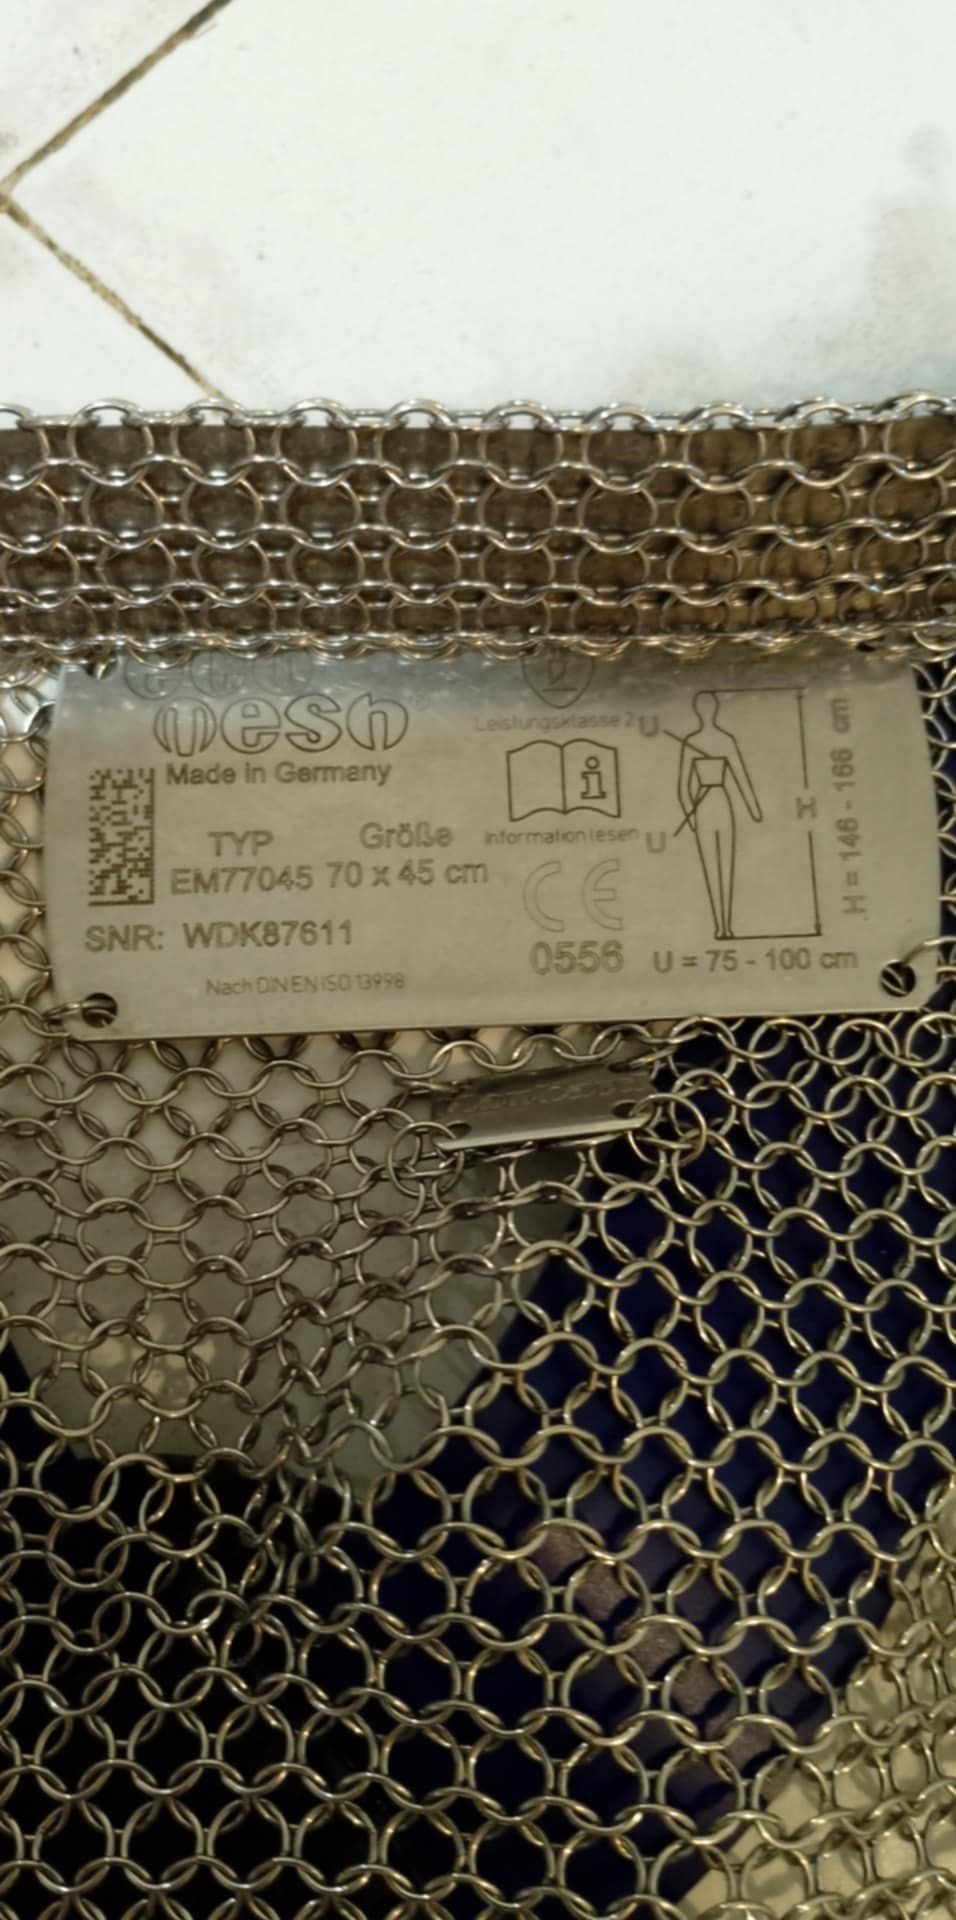 mesh
Made in Germany
TYP Größe
EM77045 70 x 45 cm
SNR: WDK87611
Nach DIN EN ISO 13998
2
Leistungsklasse 2
i
Information lesen
CE
0556
U
U
H
H = 146 - 166 cm
U = 75 - 100 cm